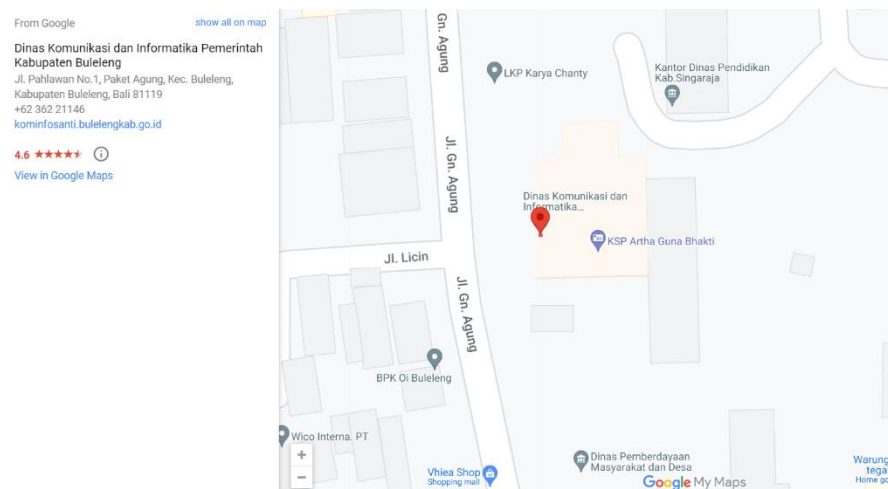 From Google
show all on map
Dinas Komunikasi dan Informatika Pemerintah
Kabupaten Buleleng
Jl. Pahlawan No.1, Paket Agung, Kec. Buleleng,
Kabupaten Buleleng, Bali 81119
+62 362 21146
kominfosanti.bulelengkab.go.id
4.6
View in Google Maps
Gn. Agung
LKP Karya Chanty
Kantor Dinas Pendidikan
Kab.Singaraja
Jl. Gn. Agung
Dinas Komunikasi dan
Informatika...
KSP Artha Guna Bhakti
Jl. Licin
Jl. Gn. Agung
BPK Oi Buleleng
Wico Interna. PT
+
−
Vhiea Shop
Shopping mall
Dinas Pemberdayaan
Masyarakat dan Desa
Google My Maps
Warung
tega
Home go